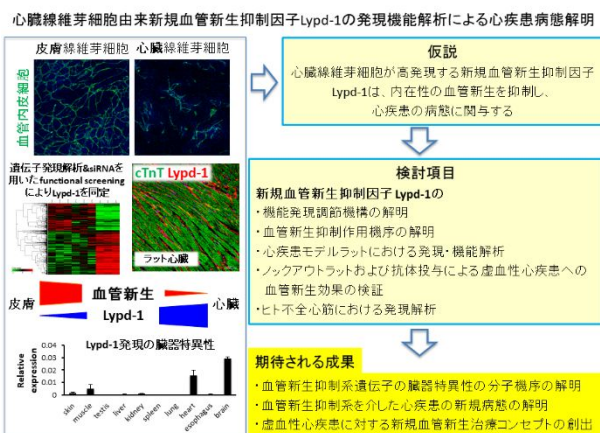 心臓線維芽細胞由来新規血管新生抑制因子Lypd-1の発現機能解析による心疾患病態解明
皮膚線維芽細胞 心臓線維芽細胞
血管内皮細胞
遺伝子発現解析&siRNAを
用いたfunctional screening
によりLypd-1を同定
cTnT Lypd-1
ラット心臓
皮膚
血管新生
Lypd-1
心臓
Lypd-1発現の臓器特異性
Relative
expression
0.04
0.03
0.02
0.01
0
skin
muscle
testis
liver
kidney
spleen
lung
heart
esophagus
brain
仮説
心臓線維芽細胞が高発現する新規血管新生抑制因子
Lypd-1は、内在性の血管新生を抑制し、
心疾患の病態に関与する
検討項目
新規血管新生抑制因子Lypd-1の
・機能発現調節機構の解明
・血管新生抑制作用機序の解明
・心疾患モデルラットにおける発現・機能解析
・ノックアウトラットおよび抗体投与による虚血性心疾患への
血管新生効果の検証
・ヒト不全心筋における発現解析
期待される成果
・血管新生抑制系遺伝子の臓器特異性の分子機序の解明
・血管新生抑制系を介した心疾患の新規病態の解明
・虚血性心疾患に対する新規血管新生治療コンセプトの創出